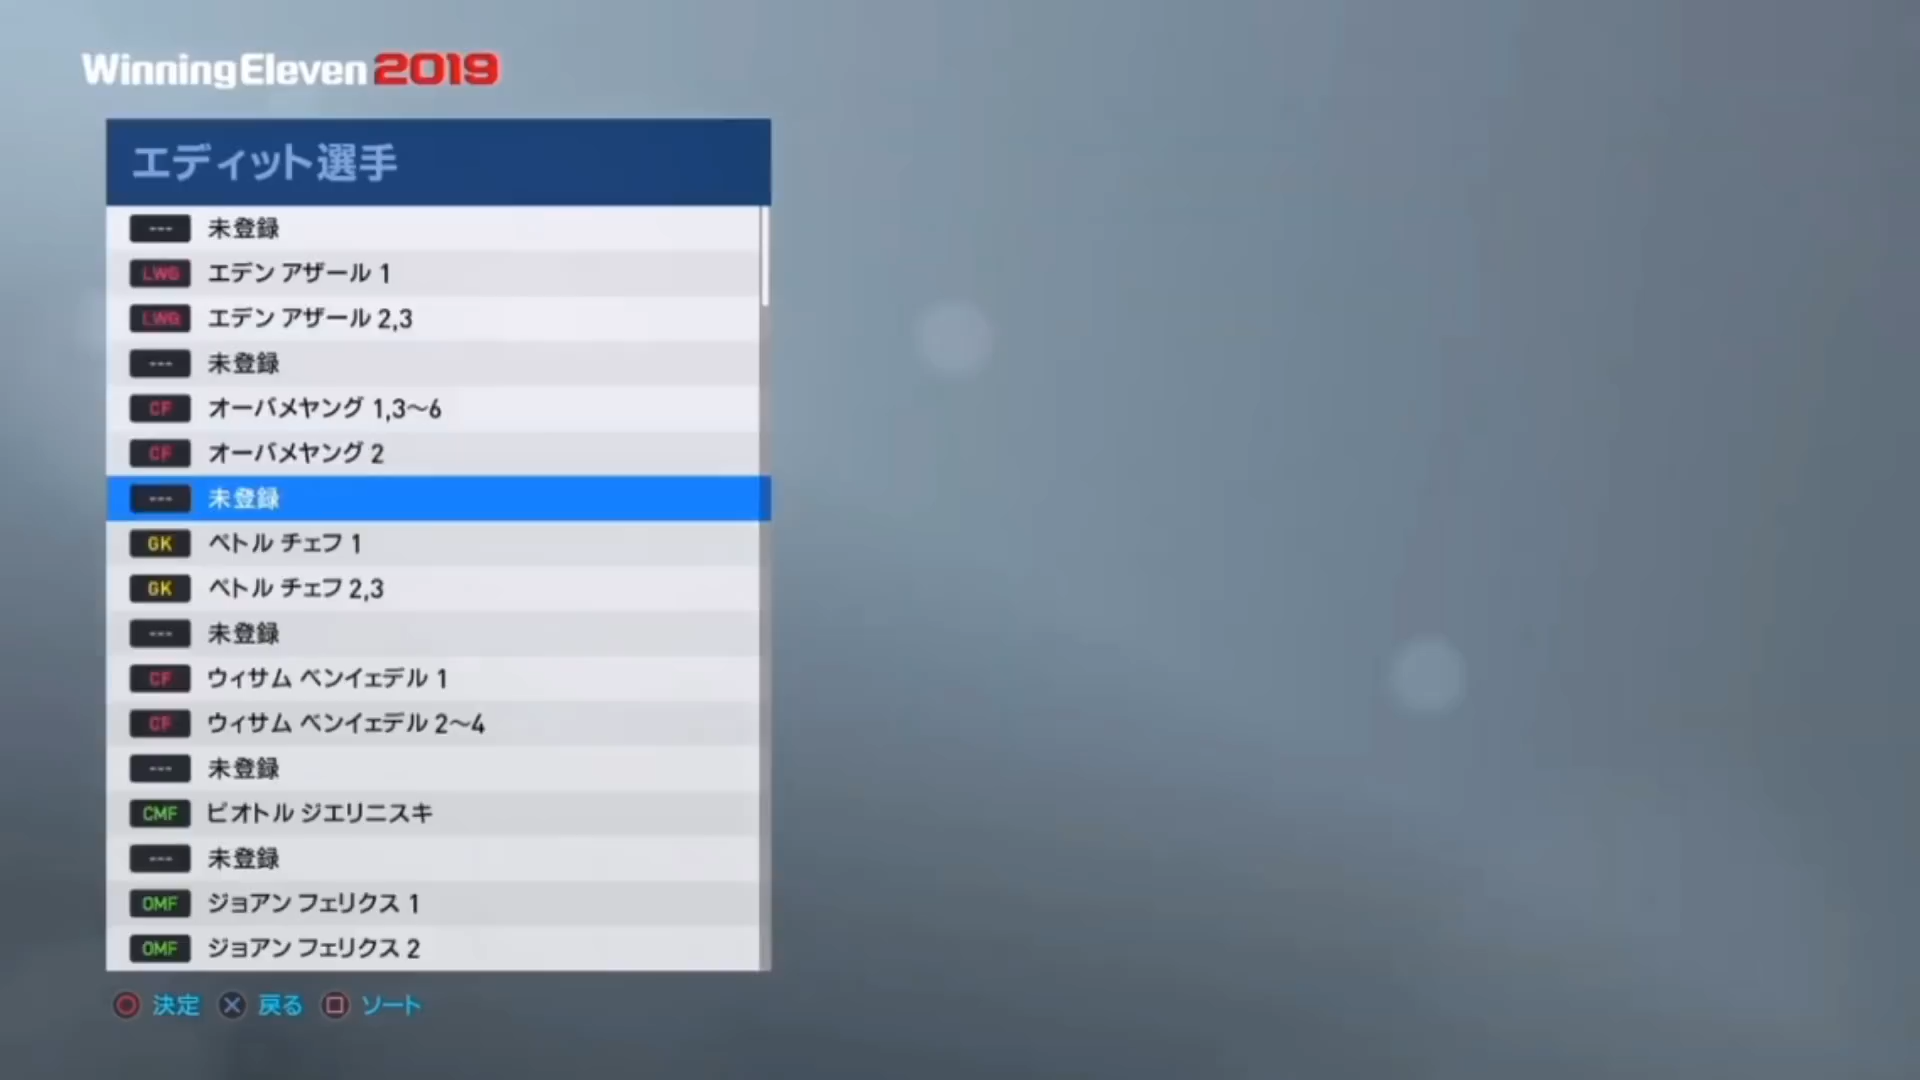 Winning Eleven 2019
エディット選手
--- 未登録
LWG エデン アザール 1
LWG エデン アザール 2,3
--- 未登録
CF オーバメヤング 1,3～6
CF オーバメヤング 2
--- 未登録
GK ペトル チェフ 1
GK ペトル チェフ 2,3
--- 未登録
CF ウィサム ベンイェデル 1
CF ウィサム ベンイェデル 2～4
--- 未登録
CMF ピオトル ジエリニスキ
--- 未登録
OMF ジョアン フェリクス 1
OMF ジョアン フェリクス 2
決定 戻る ソート